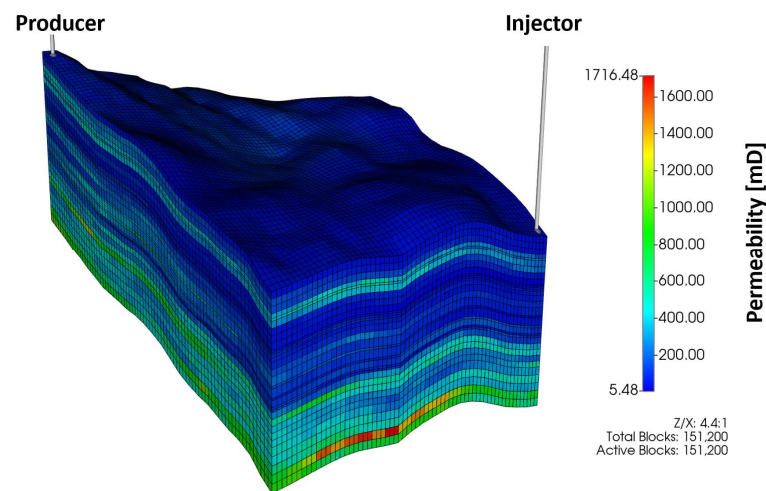 Producer
Injector
1716.48
1600.00
1400.00
1200.00
1000.00
800.00
600.00
400.00
200.00
5.48
Permeability [mD]
Z/X: 4.4:1
Total Blocks: 151,200
Active Blocks: 151,200